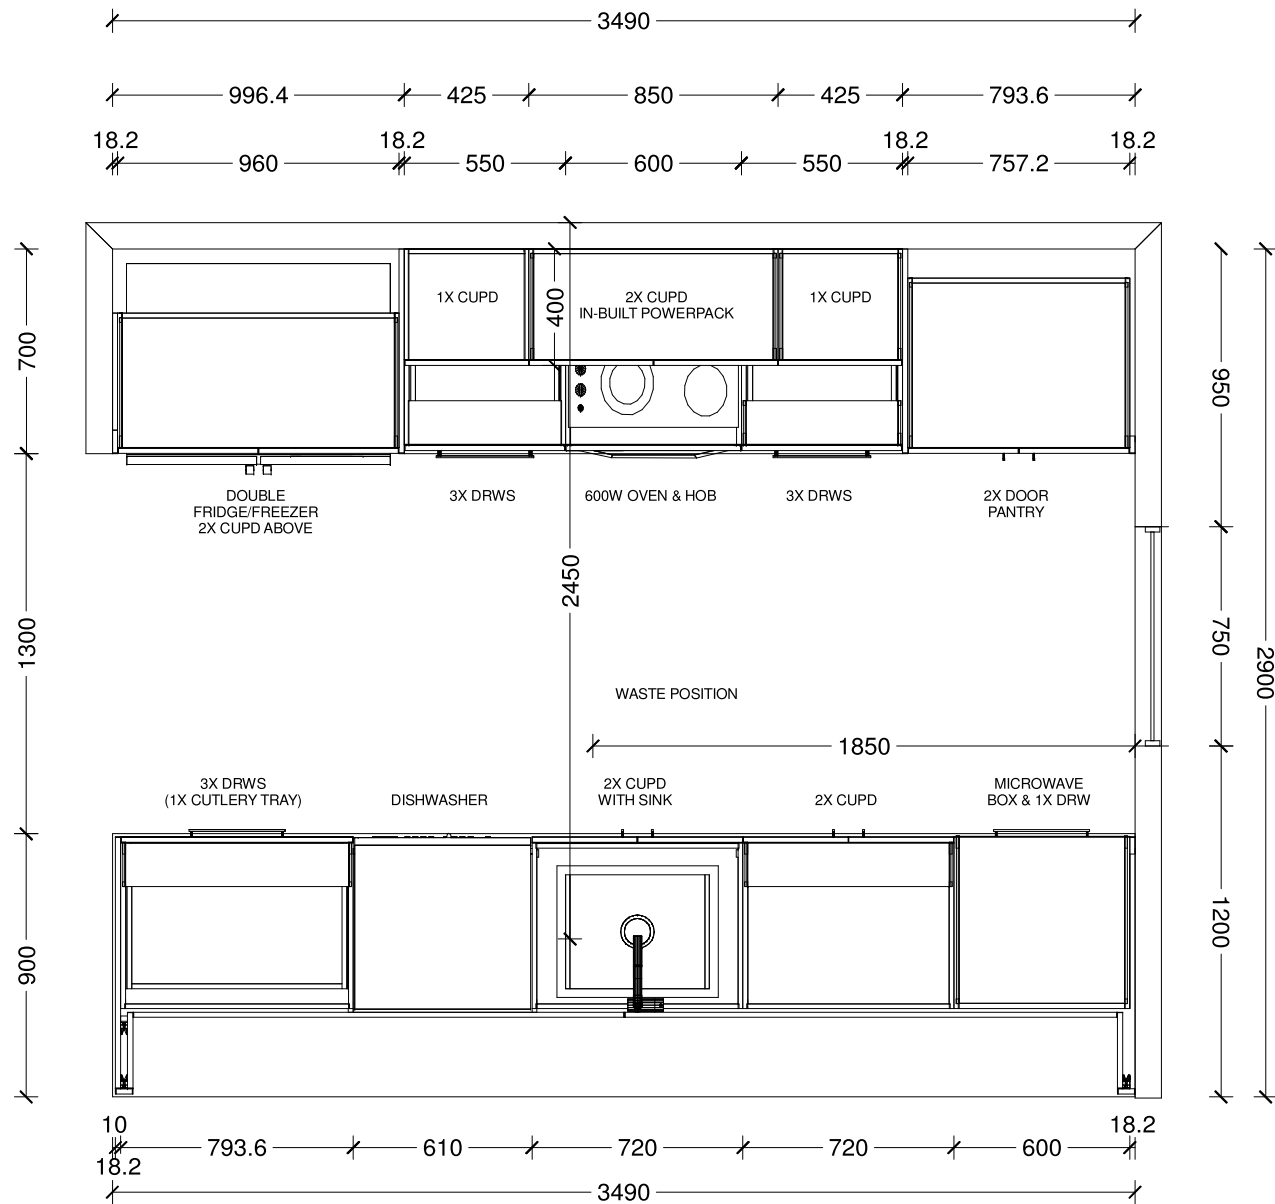 3490
996.4 425 850 425 793.6
18.2 18.2 18.2 18.2
960 550 600 550 757.2
1X CUPD 2X CUPD 1X CUPD
IN-BUILT POWERPACK
400
700
950
DOUBLE
FRIDGE/FREEZER
2X CUPD ABOVE
3X DRWS
600W OVEN & HOB
3X DRWS
2X DOOR
PANTRY
2450
1300
750
2900
WASTE POSITION
1850
3X DRWS
(1X CUTLERY TRAY)
DISHWASHER
2X CUPD
WITH SINK
2X CUPD
MICROWAVE
BOX & 1X DRW
900
1200
10 18.2
793.6 610 720 720 600
18.2
3490